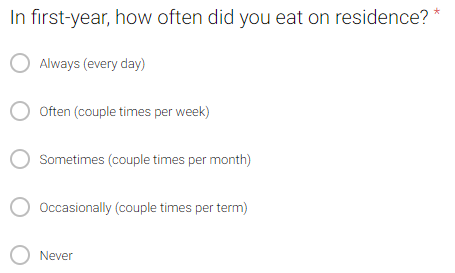 In first-year, how often did you eat on residence? *
Always (every day)
Often (couple times per week)
Sometimes (couple times per month)
Occasionally (couple times per term)
Never